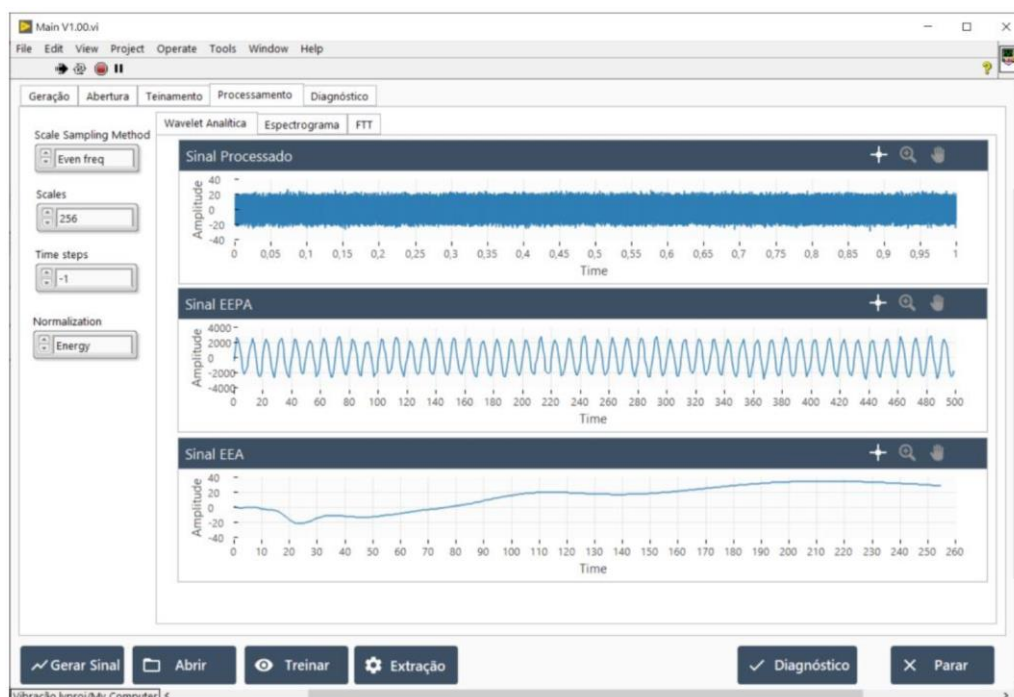 Main V1.00.vi
File Edit View Project Operate Tools Window Help
Geração Abertura Teinamento Processamento Diagnóstico
Wavelet Analítica Espectrograma FTT
Scale Sampling Method
Even freq
Scales
256
Time steps
-1
Normalization
Energy
Sinal Processado
Amplitude
40
20
0
-20
-40
0 0,05 0,1 0,15 0,2 0,25 0,3 0,35 0,4 0,45 0,5 0,55 0,6 0,65 0,7 0,75 0,8 0,85 0,9 0,95 1
Time
Sinal EEPA
Amplitude
4000
2000
0
-2000
-4000
0 20 40 60 80 100 120 140 160 180 200 220 240 260 280 300 320 340 360 380 400 420 440 460 480 500
Time
Sinal EEA
Amplitude
40
20
0
-20
-40
0 10 20 30 40 50 60 70 80 90 100 110 120 130 140 150 160 170 180 190 200 210 220 230 240 250 260
Time
Gerar Sinal Abrir Treinar Extração Diagnóstico Parar
Vibração.lvproj/My Computer